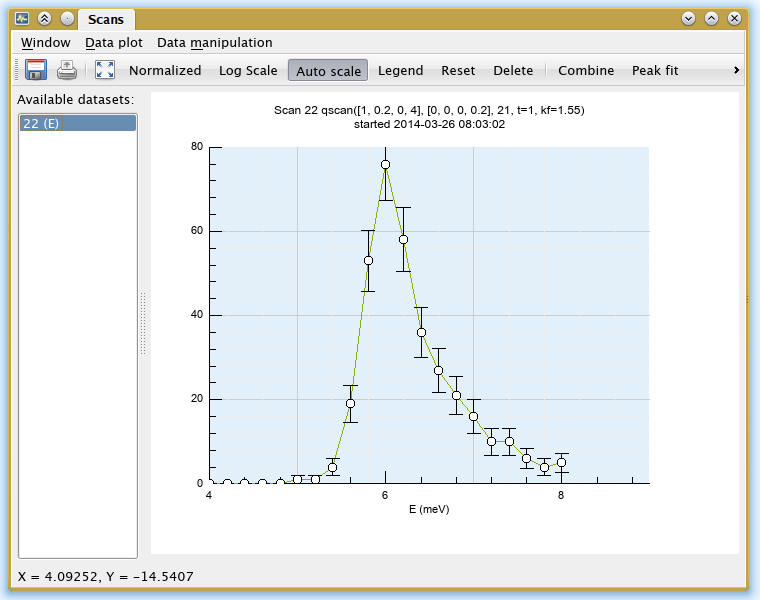 Scans
Window Data plot Data manipulation
Normalized Log Scale Auto scale Legend Reset Delete Combine Peak fit
Available datasets:
22 (E)
Scan 22 qscan([1, 0.2, 0, 4], [0, 0, 0, 0.2], 21, t=1, kf=1.55)
started 2014-03-26 08:03:02
80
60
40
20
0
4 6 8
E (meV)
X = 4.09252, Y = -14.5407